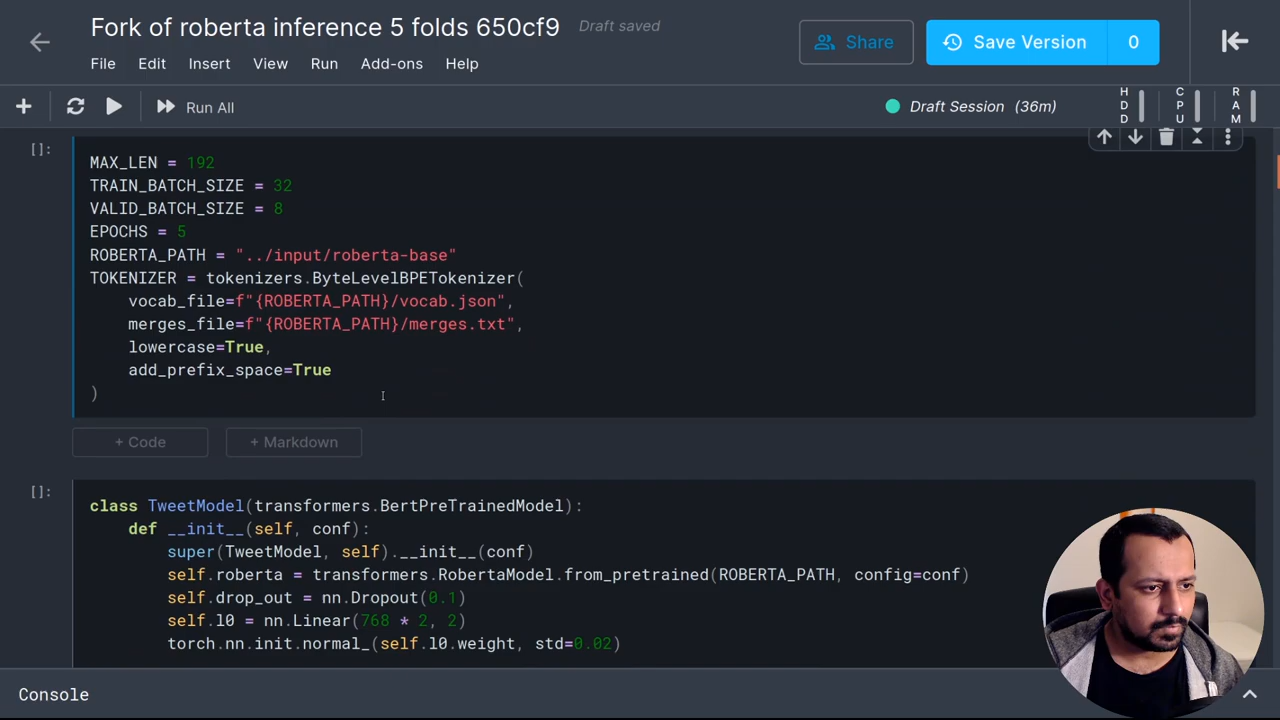 Fork of roberta inference 5 folds 650cf9
Draft saved
Share
Save Version
0
File
Edit
Insert
View
Run
Add-ons
Help
Run All
Draft Session (36m)
HDD
CPU
RAM
[]:
MAX_LEN = 192
TRAIN_BATCH_SIZE = 32
VALID_BATCH_SIZE = 8
EPOCHS = 5
ROBERTA_PATH = "../input/roberta-base"
TOKENIZER = tokenizers.ByteLevelBPETokenizer(
    vocab_file=f"{ROBERTA_PATH}/vocab.json",
    merges_file=f"{ROBERTA_PATH}/merges.txt",
    lowercase=True,
    add_prefix_space=True
)
+ Code
+ Markdown
[]:
class TweetModel(transformers.BertPreTrainedModel):
    def __init__(self, conf):
        super(TweetModel, self).__init__(conf)
        self.roberta = transformers.RobertaModel.from_pretrained(ROBERTA_PATH, config=conf)
        self.drop_out = nn.Dropout(0.1)
        self.l0 = nn.Linear(768 * 2, 2)
        torch.nn.init.normal_(self.l0.weight, std=0.02)
Console